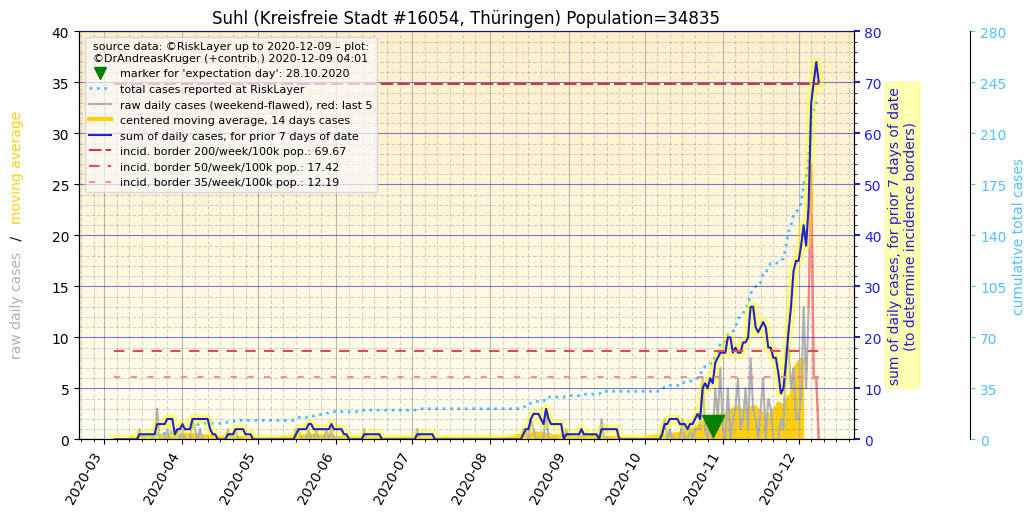 Suhl (Kreisfreie Stadt #16054, Thüringen) Population=34835
source data: ©RiskLayer up to 2020-12-09 – plot:
©DrAndreasKruger (+contrib.) 2020-12-09 04:01
marker for 'expectation day': 28.10.2020
total cases reported at RiskLayer
raw daily cases (weekend-flawed), red: last 5
centered moving average, 14 days cases
sum of daily cases, for prior 7 days of date
incid. border 200/week/100k pop.: 69.67
incid. border 50/week/100k pop.: 17.42
incid. border 35/week/100k pop.: 12.19
raw daily cases / moving average
40
35
30
25
20
15
10
5
0
2020-03
2020-04
2020-05
2020-06
2020-07
2020-08
2020-09
2020-10
2020-11
2020-12
80
70
60
50
40
30
20
10
0
sum of daily cases, for prior 7 days of date
(to determine incidence borders)
280
245
210
175
140
105
70
35
0
cumulative total cases